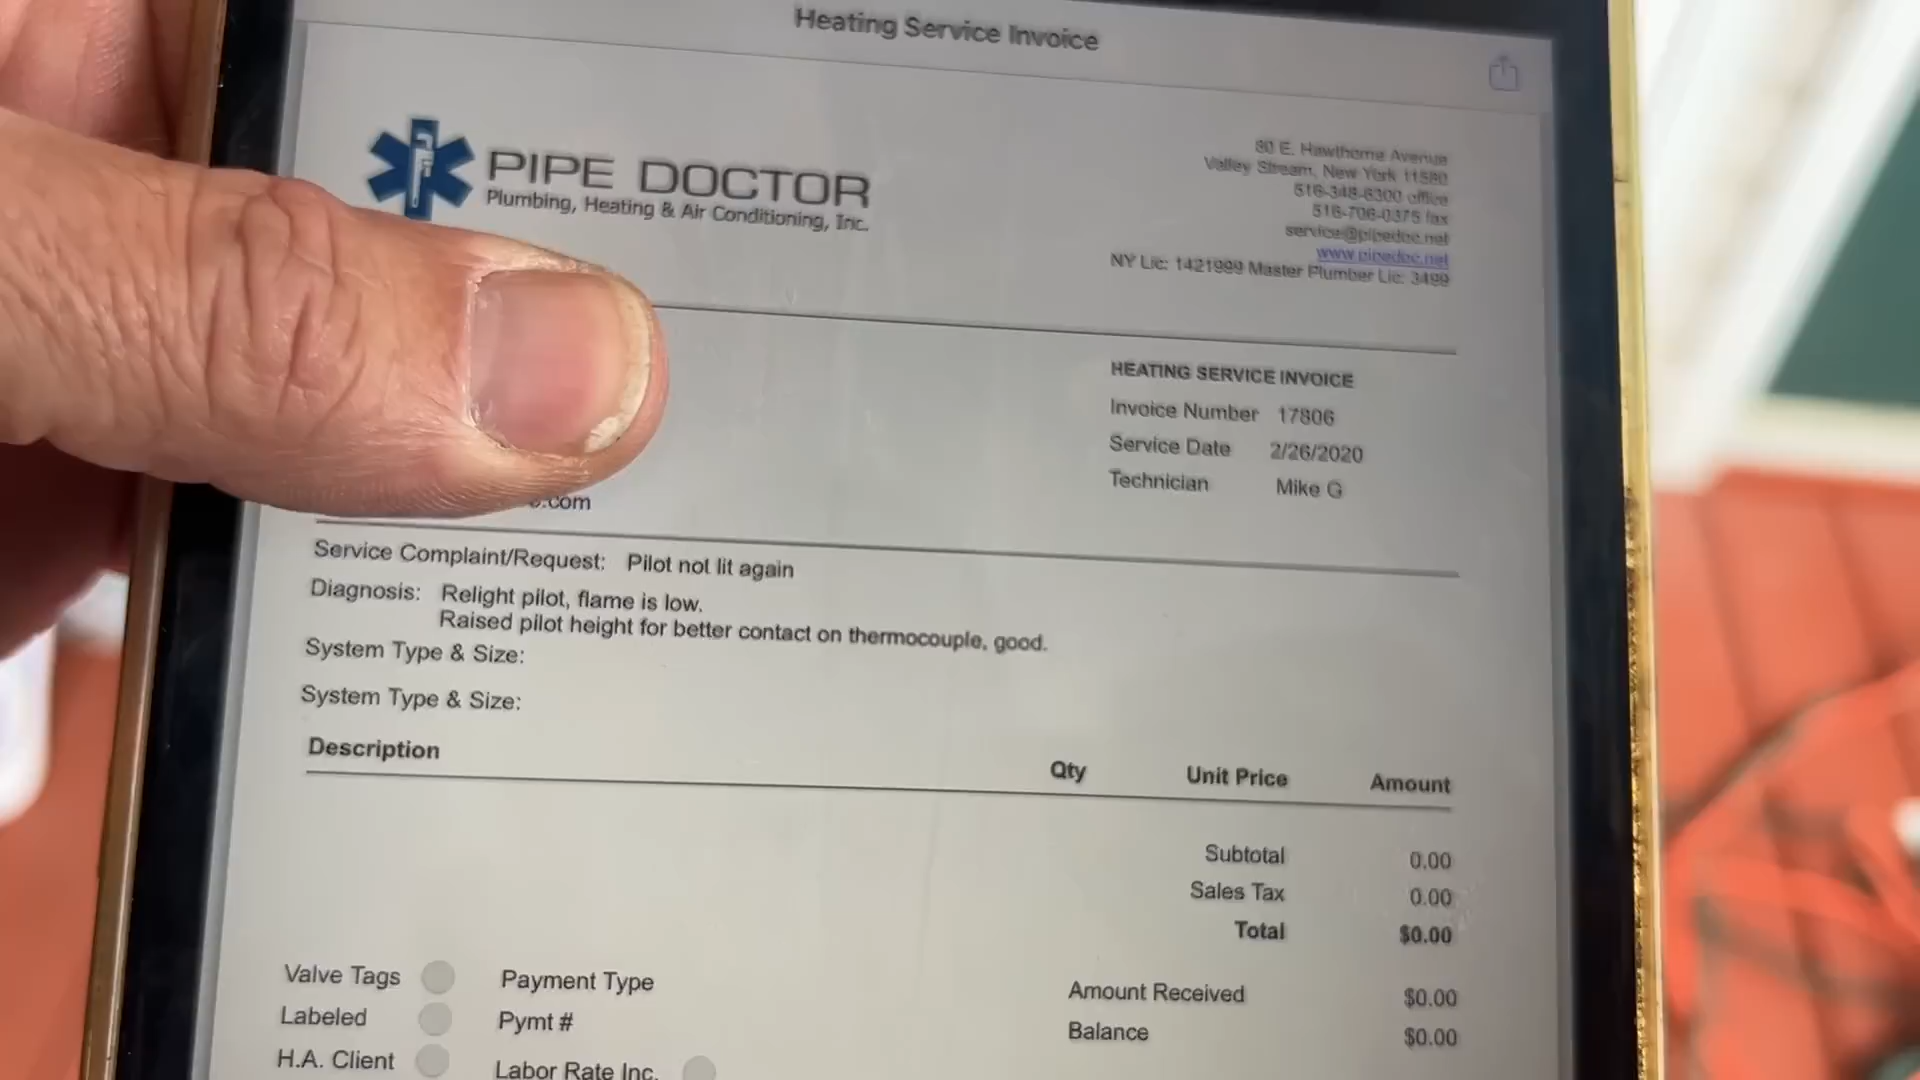 Heating Service Invoice
PIPE DOCTOR
Plumbing, Heating & Air Conditioning, Inc.
80 E. Hawthorne Avenue
Valley Stream, New York 11580
516-348-6300 office
516-706-0375 fax
service@pipedoc.net
www.pipedoc.net
NY Lic: 1421999 Master Plumber Lic: 3499
HEATING SERVICE INVOICE
Invoice Number 17806
Service Date 2/26/2020
Technician Mike G
.com
Service Complaint/Request: Pilot not lit again
Diagnosis: Relight pilot, flame is low.
Raised pilot height for better contact on thermocouple, good.
System Type & Size:
System Type & Size:
Description Qty Unit Price Amount
Subtotal 0.00
Sales Tax 0.00
Total $0.00
Valve Tags Payment Type Amount Received $0.00
Labeled Pymt # Balance $0.00
H.A. Client Labor Rate Inc.